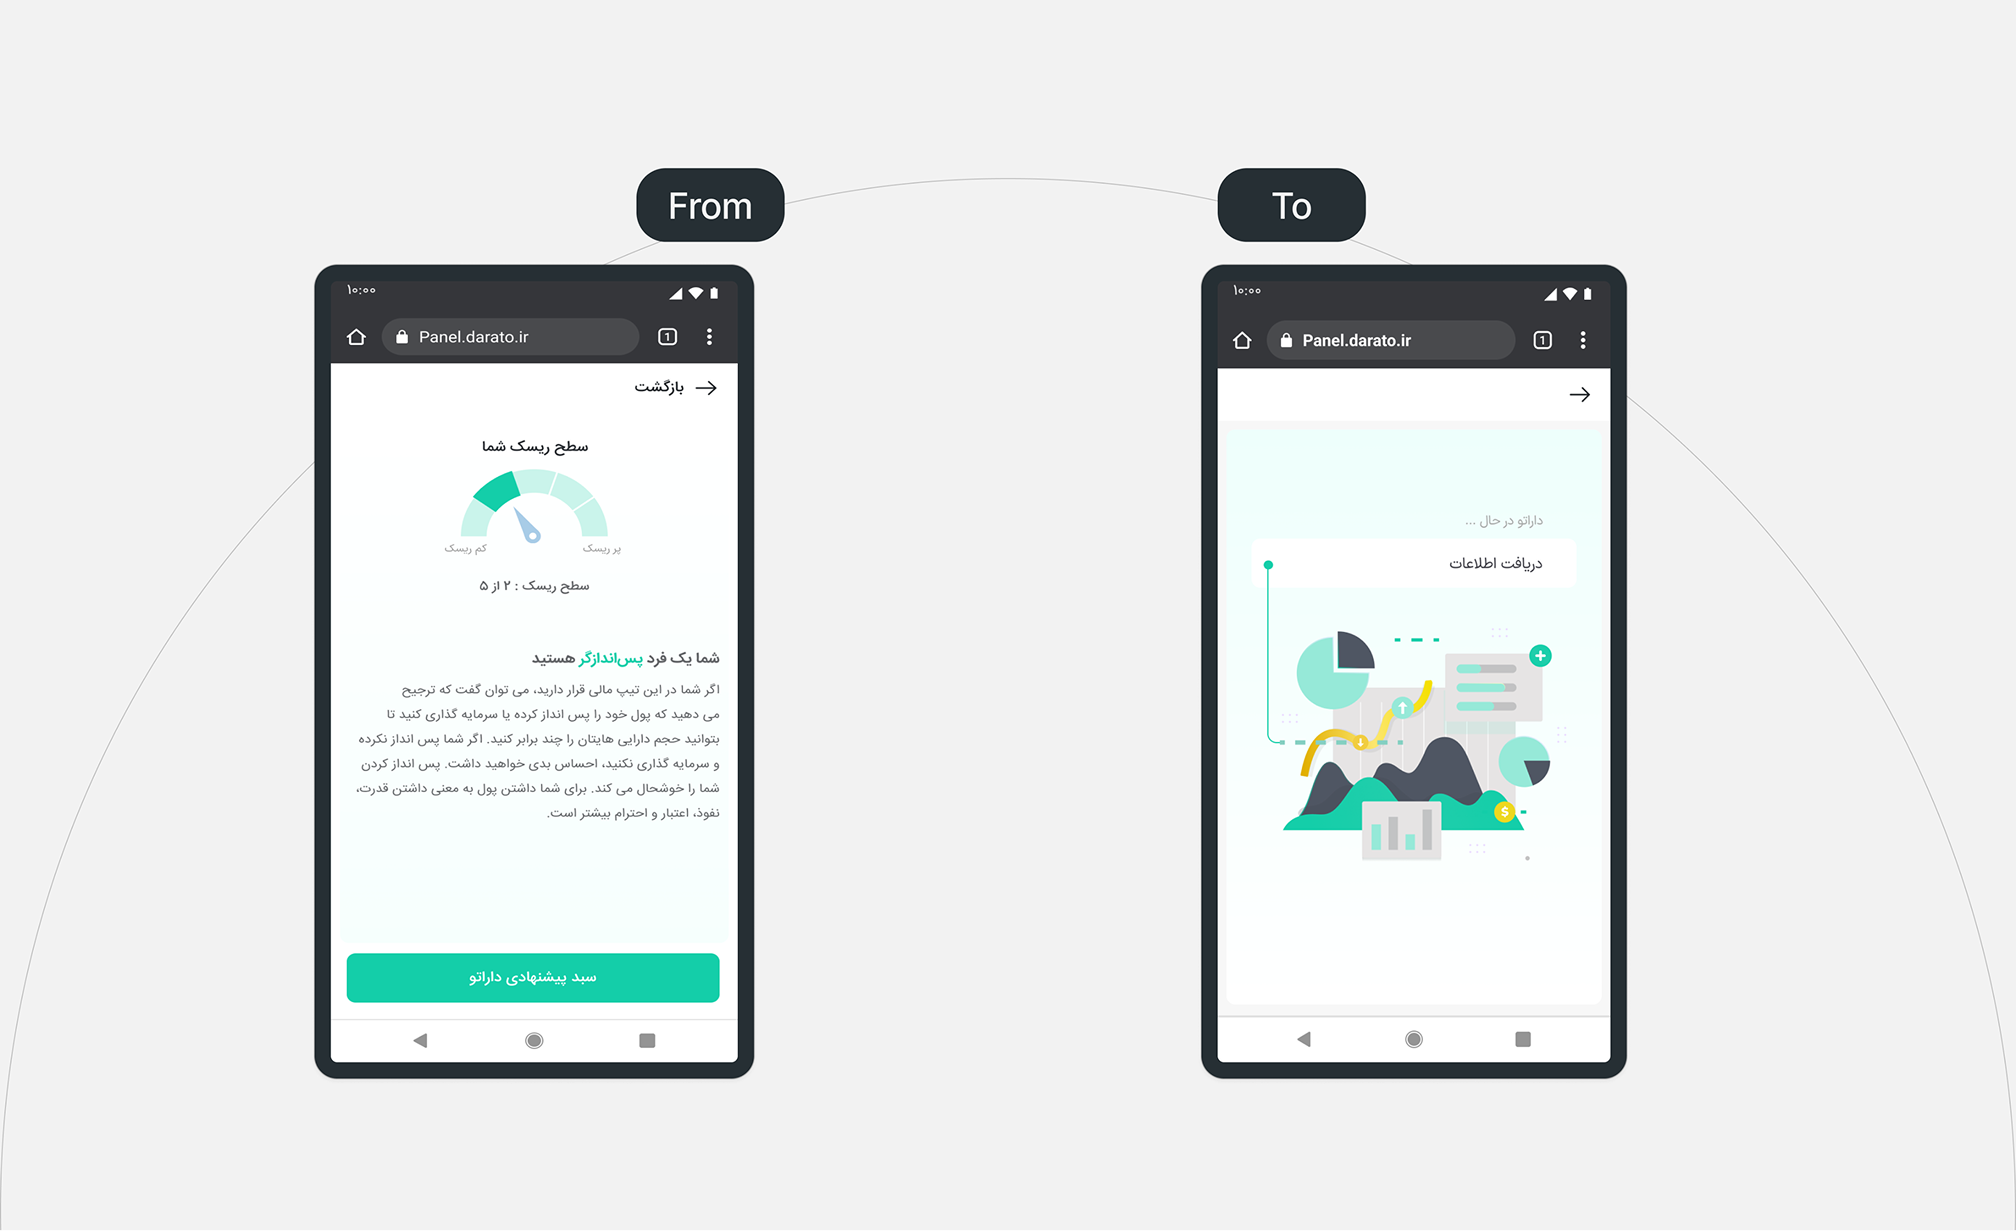 From
To
۱۰:۰۰
Panel.darato.ir
1
بازگشت
سطح ریسک شما
کم ریسک
پر ریسک
سطح ریسک : ۲ از ۵
شما یک فرد پس‌اندازگر هستید
اگر شما در این تیپ مالی قرار دارید، می توان گفت که ترجیح
می دهید که پول خود را پس انداز کرده یا سرمایه گذاری کنید تا
بتوانید حجم دارایی هایتان را چند برابر کنید. اگر شما پس انداز نکرده
و سرمایه گذاری نکنید، احساس بدی خواهید داشت. پس انداز کردن
شما را خوشحال می کند. برای شما داشتن پول به معنی داشتن قدرت،
نفوذ، اعتبار و احترام بیشتر است.
سبد پیشنهادی داراتو
۱۰:۰۰
Panel.darato.ir
1
داراتو در حال ...
دریافت اطلاعات
$